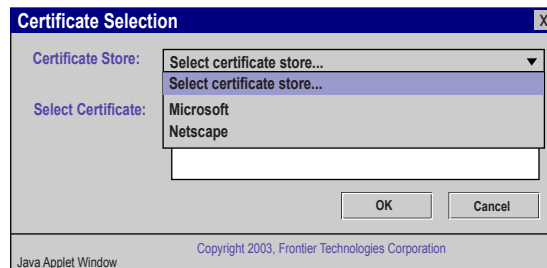 Certificate Selection X
Certificate Store: Select certificate store...
Select certificate store...
Select Certificate: Microsoft
Netscape
OK Cancel
Copyright 2003, Frontier Technologies Corporation
Java Applet Window